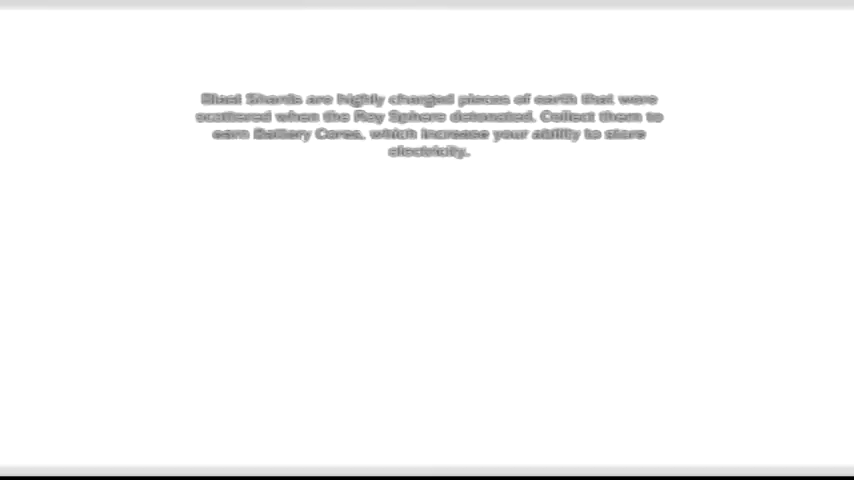 Blast Shards are highly charged pieces of earth that were
scattered when the Ray Sphere detonated. Collect them to
earn Battery Cores, which increase your ability to store
electricity.